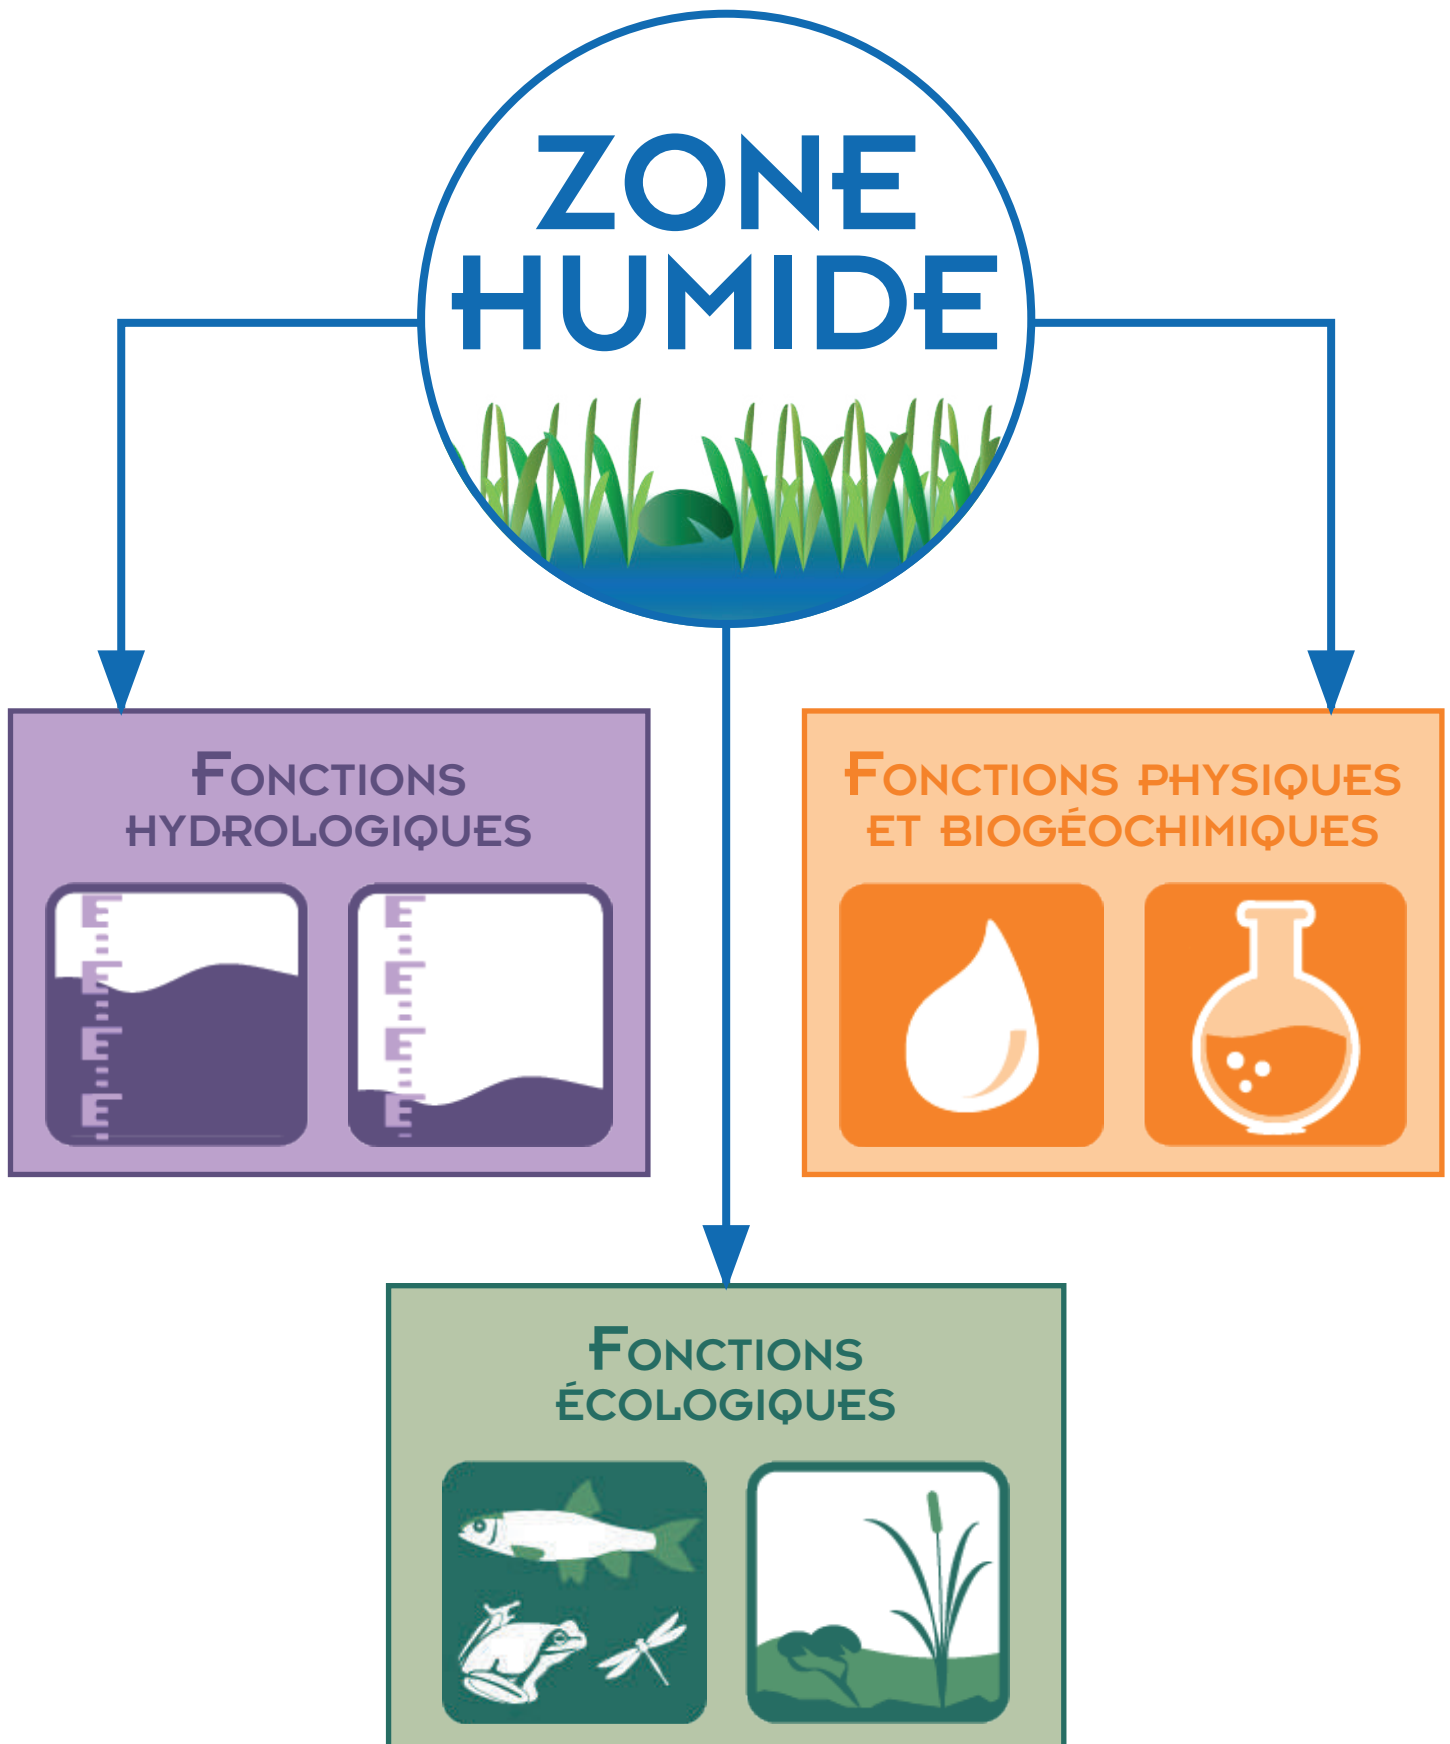 ZONE
HUMIDE
FONCTIONS
HYDROLOGIQUES
FONCTIONS PHYSIQUES
ET BIOGÉOCHIMIQUES
FONCTIONS
ÉCOLOGIQUES